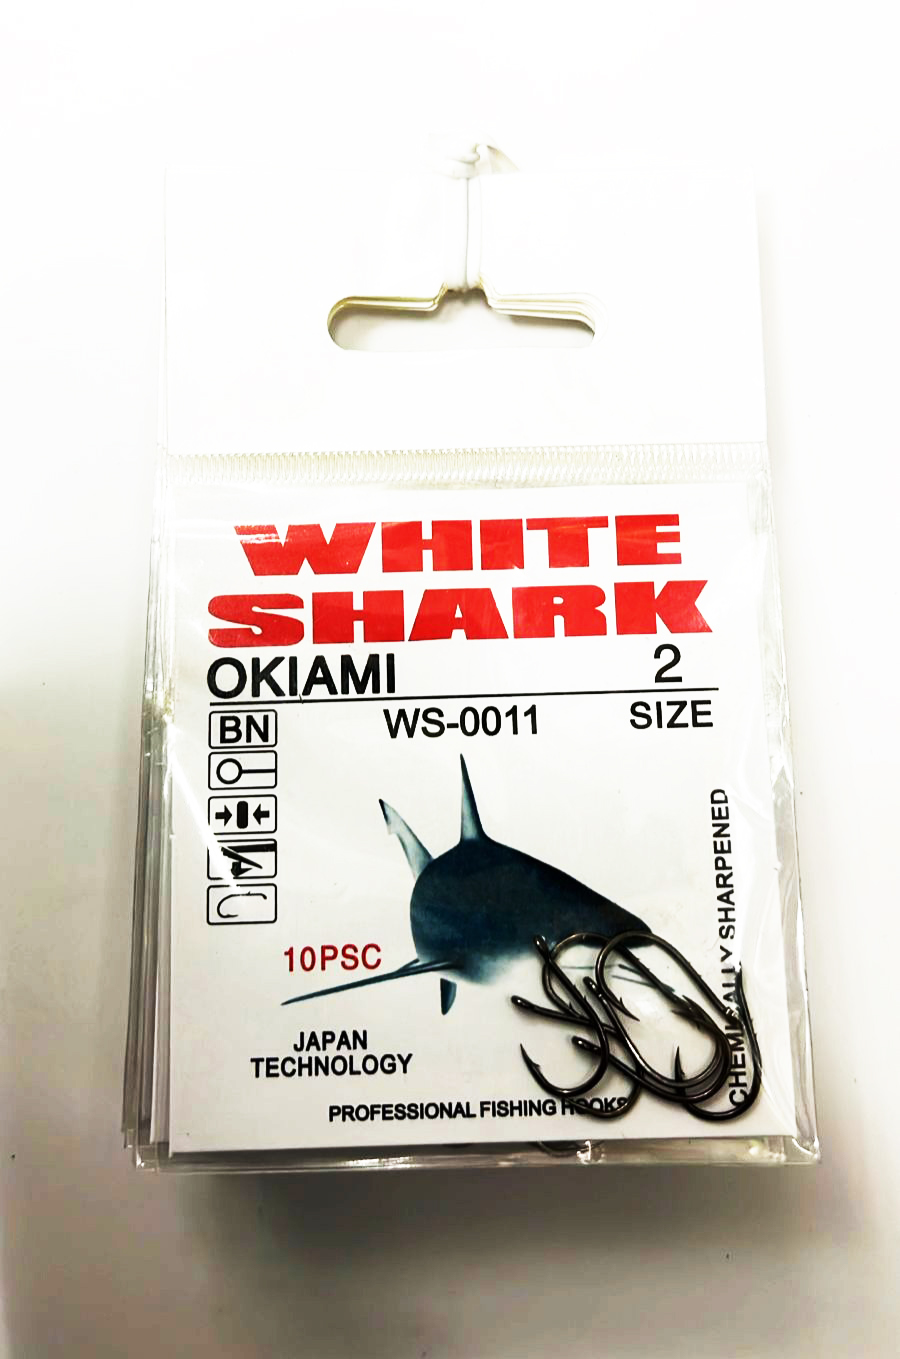 WHITE
SHARK
OKIAMI 2
WS-0011 SIZE
BN
10PSC
JAPAN
TECHNOLOGY
PROFESSIONAL FISHING HOOKS
CHEMICALLY SHARPENED